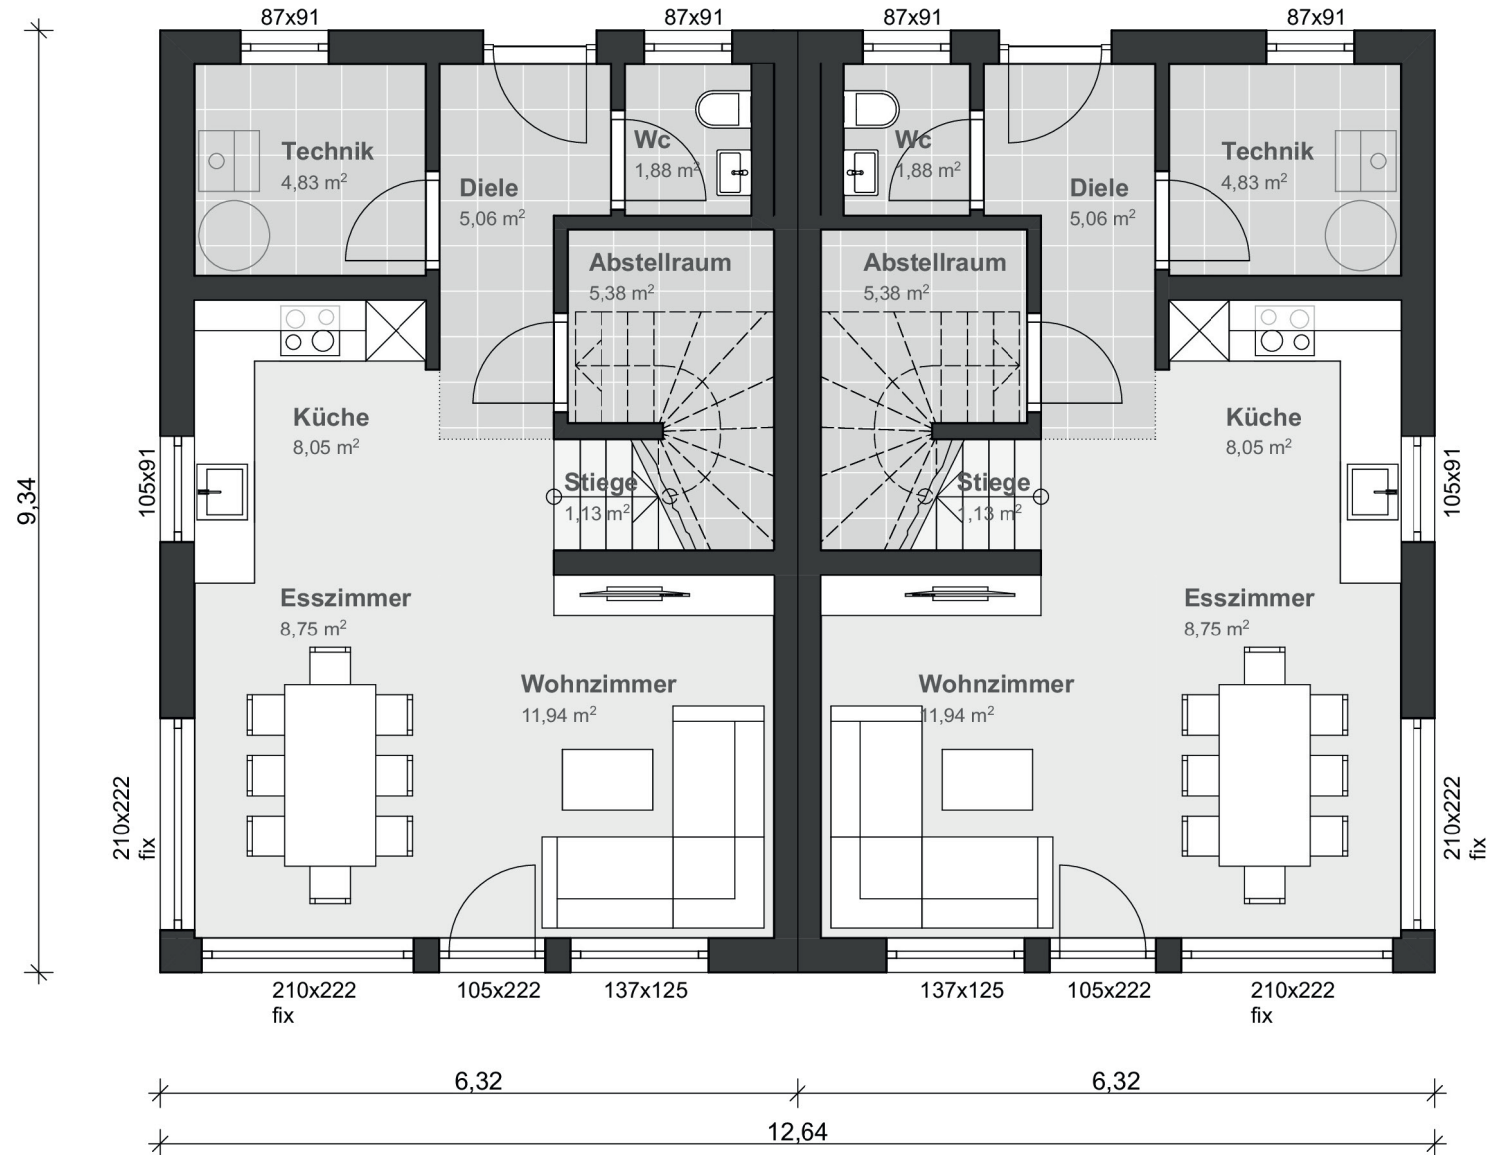 87x91
87x91
87x91
87x91
Technik
4,83 m²
Diele
5,06 m²
Wc
1,88 m²
Wc
1,88 m²
Diele
5,06 m²
Technik
4,83 m²
Abstellraum
5,38 m²
Abstellraum
5,38 m²
Küche
8,05 m²
Küche
8,05 m²
9,34
105x91
105x91
Stiege
1,13 m²
Stiege
1,13 m²
Esszimmer
8,75 m²
Esszimmer
8,75 m²
Wohnzimmer
11,94 m²
Wohnzimmer
11,94 m²
210x222
fix
210x222
fix
210x222
fix
105x222
137x125
137x125
105x222
210x222
fix
6,32
6,32
12,64